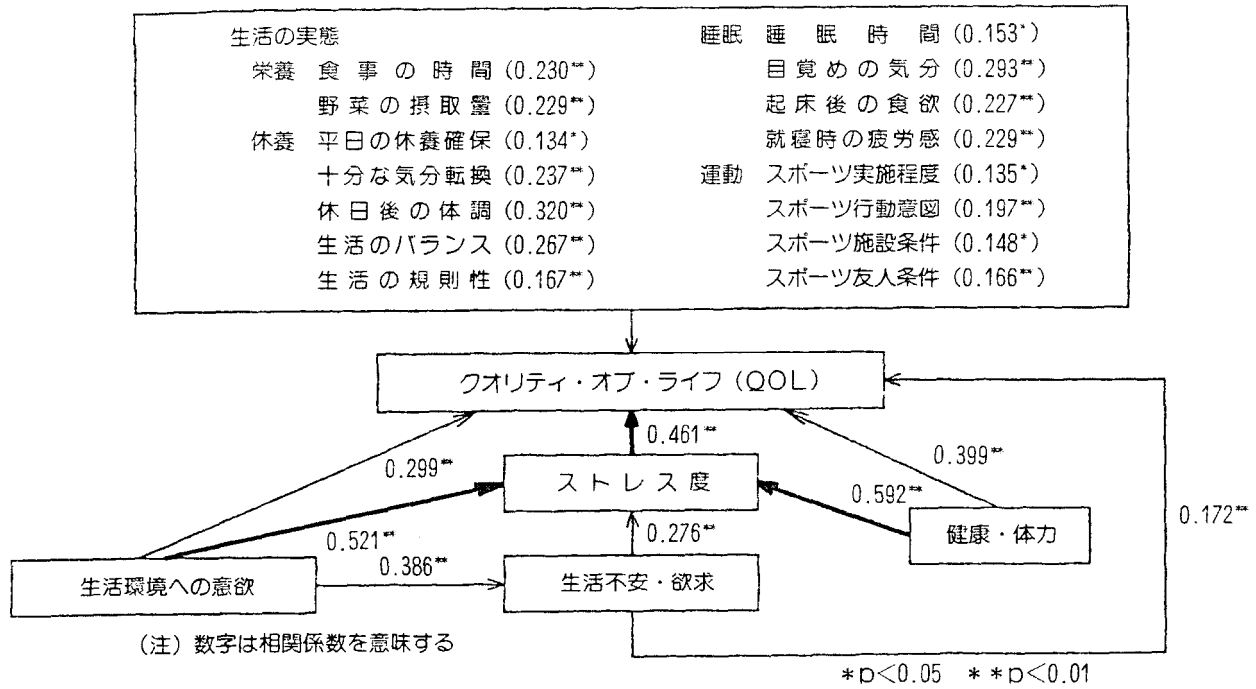 生活の実態
栄養 食事の時間 (0.230**)
野菜の摂取量 (0.229**)
休養 平日の休養確保 (0.134*)
十分な気分転換 (0.237**)
休日後の体調 (0.320**)
生活のバランス (0.267**)
生活の規則性 (0.167**)
睡眠 睡眠時間 (0.153*)
目覚めの気分 (0.293**)
起床後の食欲 (0.227**)
就寝時の疲労感 (0.229**)
運動 スポーツ実施程度 (0.135*)
スポーツ行動意図 (0.197**)
スポーツ施設条件 (0.148*)
スポーツ友人条件 (0.166**)
クオリティ・オブ・ライフ (QOL)
0.461**
0.299**
0.399**
ストレス度
0.592**
0.172**
0.521**
0.276**
健康・体力
0.386**
生活環境への意欲
生活不安・欲求
(注) 数字は相関係数を意味する
*p<0.05 **p<0.01